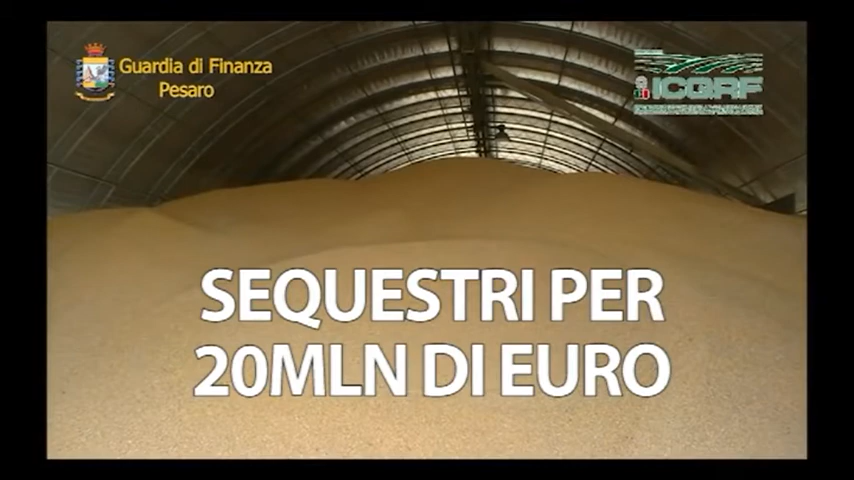 Guardia di Finanza
Pesaro
ICQRF
SEQUESTRI PER
20MLN DI EURO